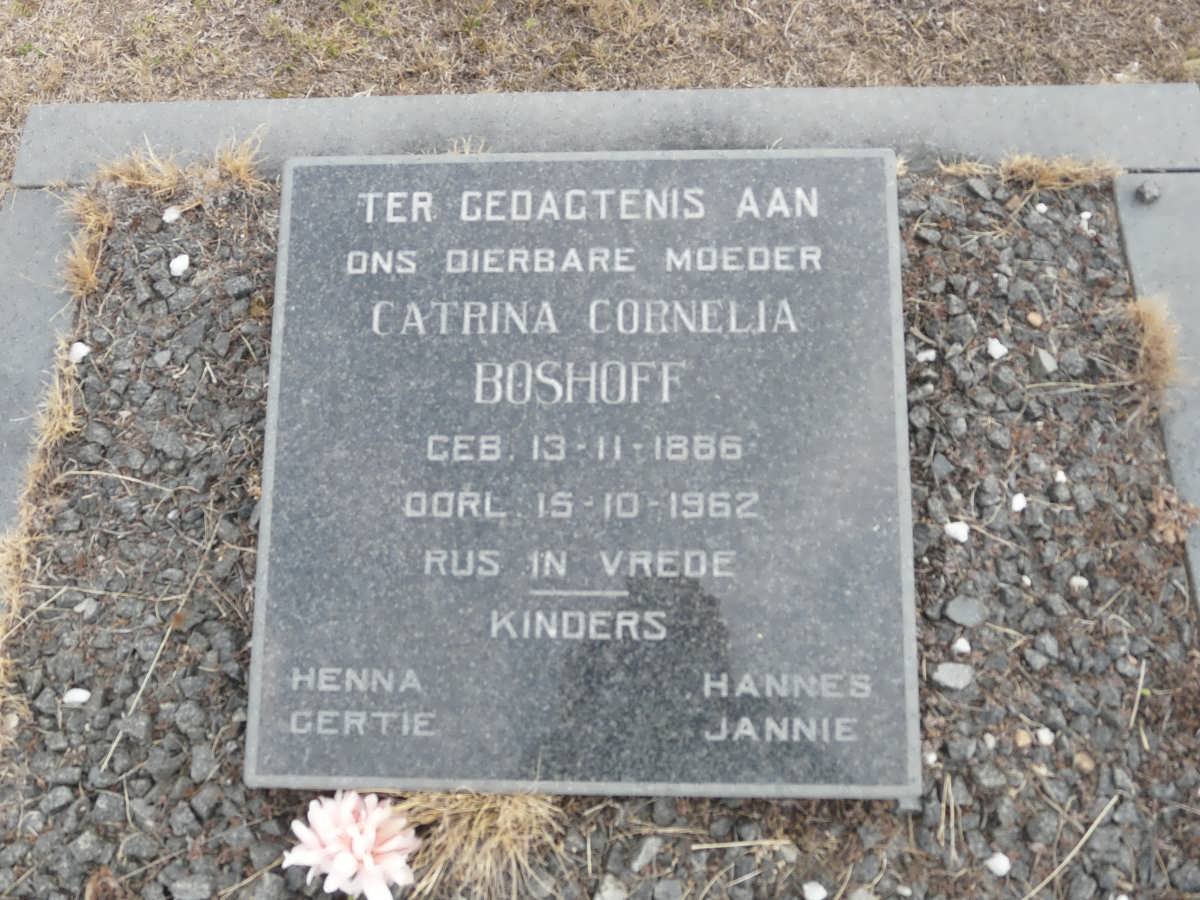 TER GEDAGTENIS AAN
ONS DIERBARE MOEDER
CATRINA CORNELIA
BOSHOFF
GEB. 13-11-1886
OORL. 15-10-1962
RUS IN VREDE
KINDERS
HENNA HANNES
GERTIE JANNIE